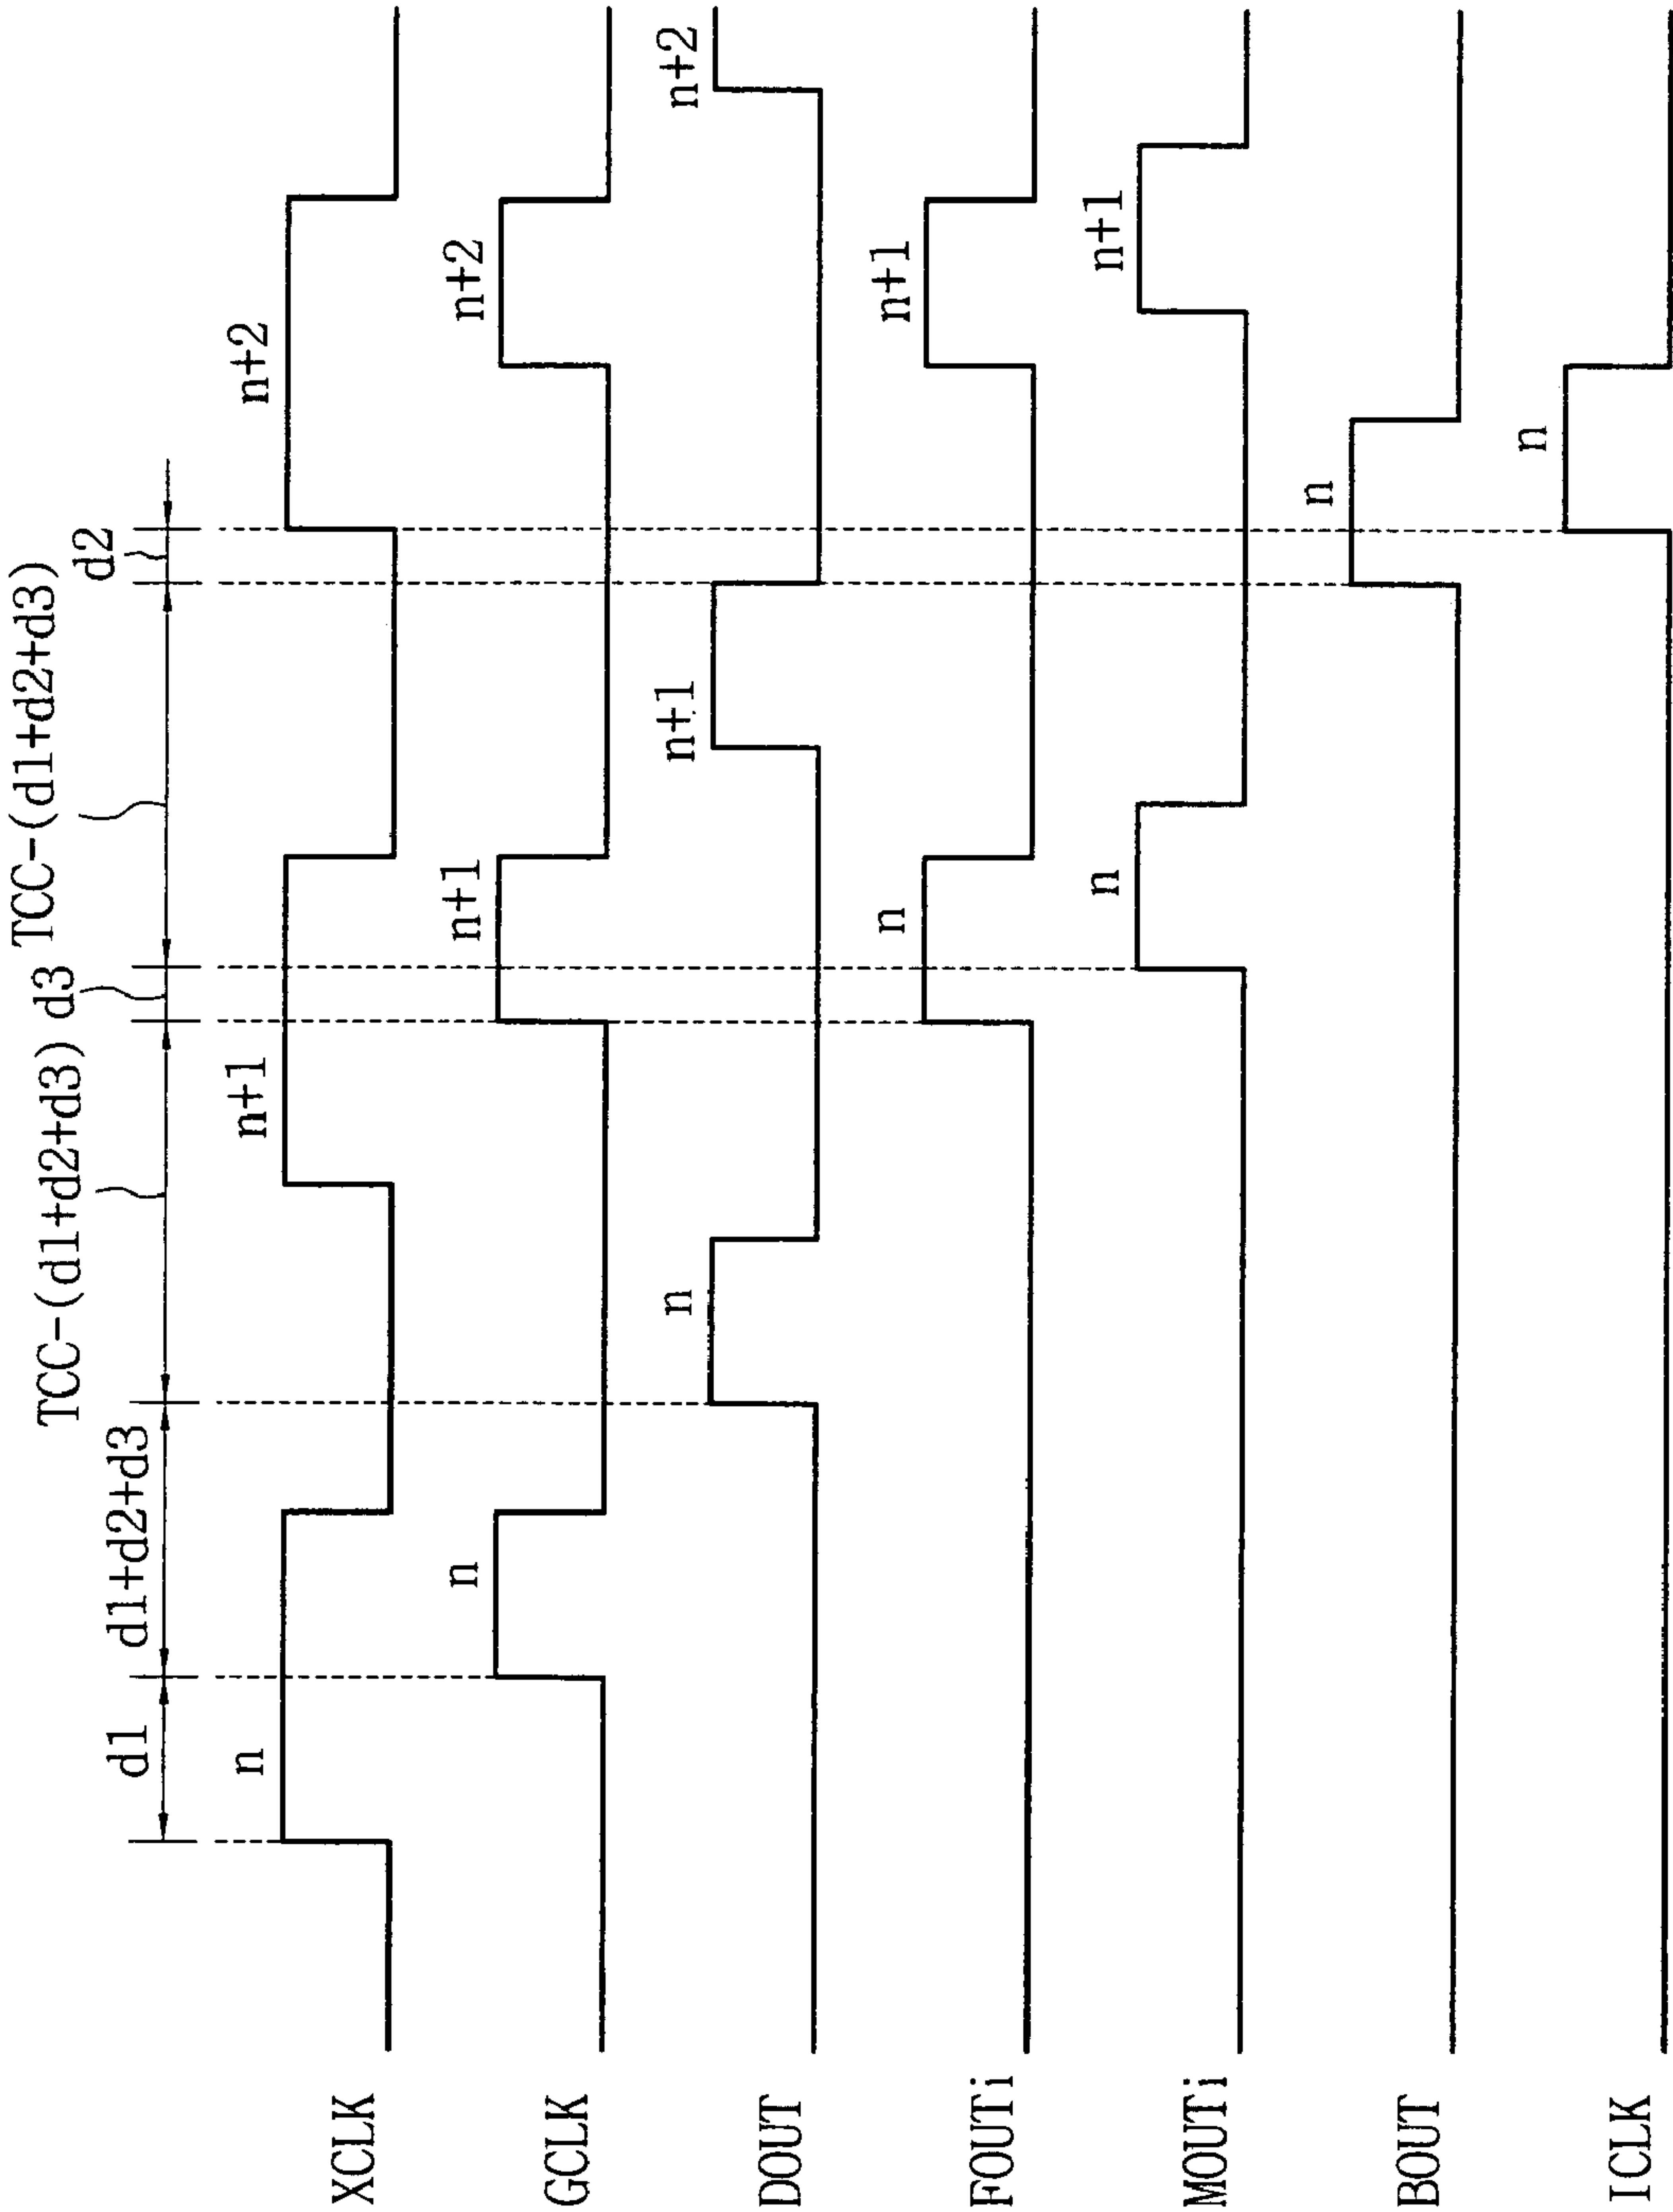 d1 d1+d2+d3 TCC-(d1+d2+d3) d3 TCC-(d1+d2+d3) d2
XCLK n n+1 n+2
GCLK n n+1 n+2
DOUT n n+1 n+2
FOUTi n n+1
MOUTi n n+1
BOUT n
ICLK n